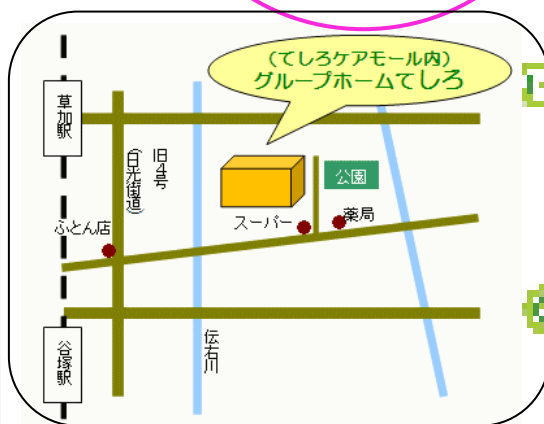 (てしろケアモール内)
グループホームてしろ
草加駅
旧4号
(日光街道)
公園
スーパー
薬局
ふとん店
谷塚駅
伝右川